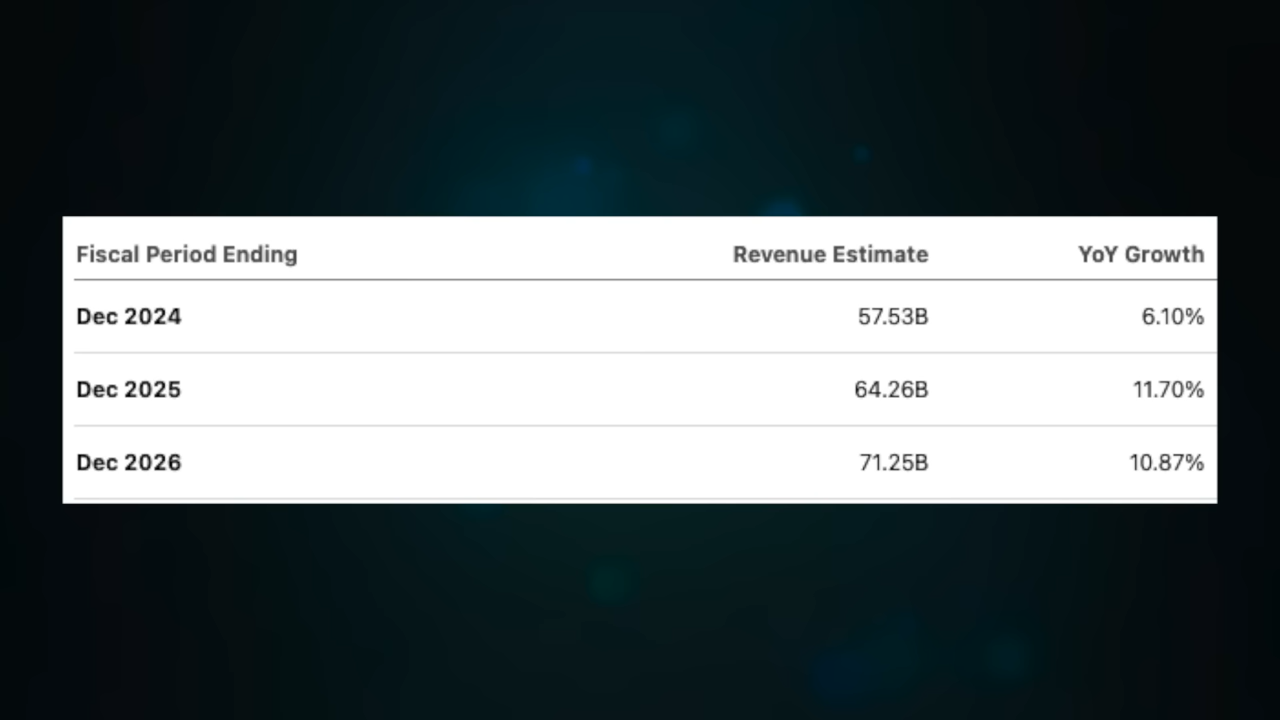 Fiscal Period Ending Revenue Estimate YoY Growth
Dec 2024 57.53B 6.10%
Dec 2025 64.26B 11.70%
Dec 2026 71.25B 10.87%